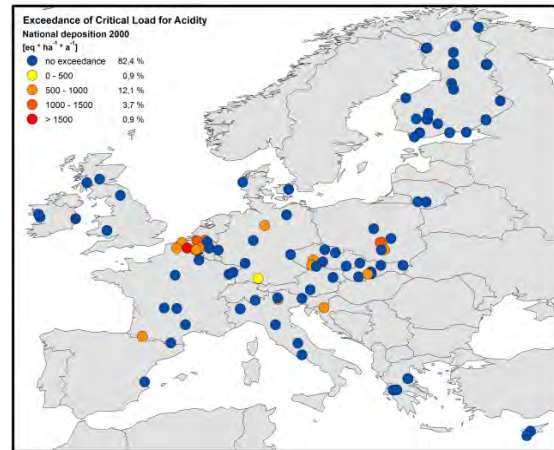 Exceedance of Critical Load for Acidity
National deposition 2000
[eq * ha⁻¹ * a⁻¹]
no exceedance 82,4 %
0 - 500 0,9 %
500 - 1000 12,1 %
1000 - 1500 3,7 %
> 1500 0,9 %